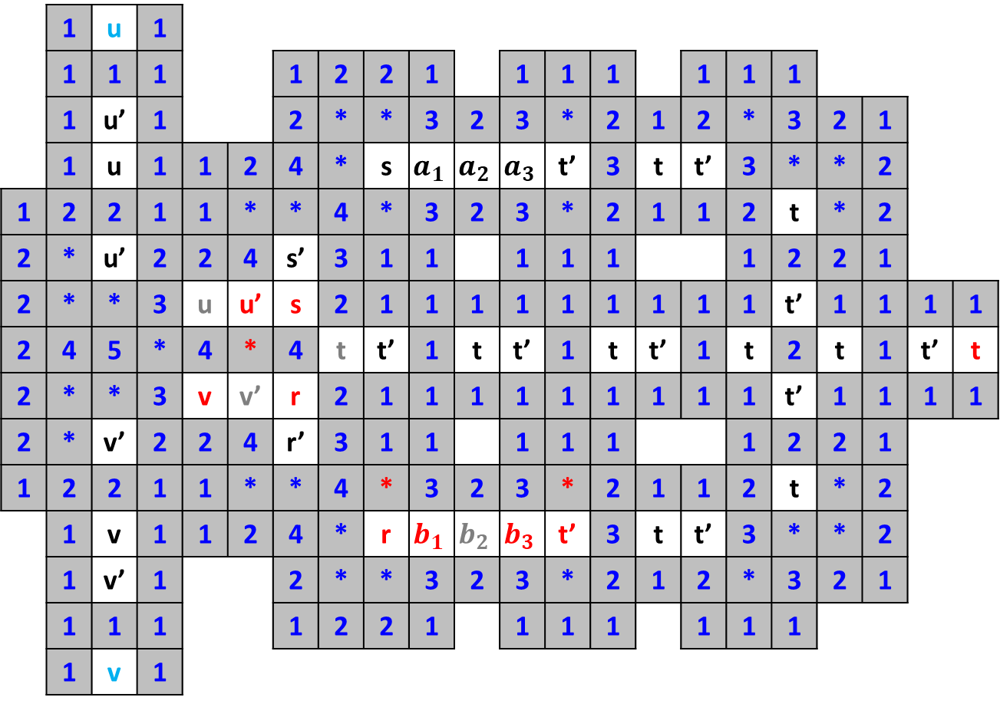 1 u 1
1 1 1 1 2 2 1 1 1 1 1 1 1
1 u’ 1 2 * * 3 2 3 * 2 1 2 * 3 2 1
1 u 1 1 2 4 * s a₁ a₂ a₃ t’ 3 t t’ 3 * * 2
1 2 2 1 1 * * 4 * 3 2 3 * 2 1 1 2 t * 2
2 * u’ 2 2 4 s’ 3 1 1 1 1 1 1 2 2 1
2 * * 3 u u’ s 2 1 1 1 1 1 1 1 1 1 t’ 1 1 1 1
2 4 5 * 4 * 4 t t’ 1 t t’ 1 t t’ 1 t 2 t 1 t’ t
2 * * 3 v v’ r 2 1 1 1 1 1 1 1 1 1 t’ 1 1 1 1
2 * v’ 2 2 4 r’ 3 1 1 1 1 1 1 2 2 1
1 2 2 1 1 * * 4 * 3 2 3 * 2 1 1 2 t * 2
1 v 1 1 2 4 * r b₁ b₂ b₃ t’ 3 t t’ 3 * * 2
1 v’ 1 2 * * 3 2 3 * 2 1 2 * 3 2 1
1 1 1 1 2 2 1 1 1 1 1 1 1
1 v 1